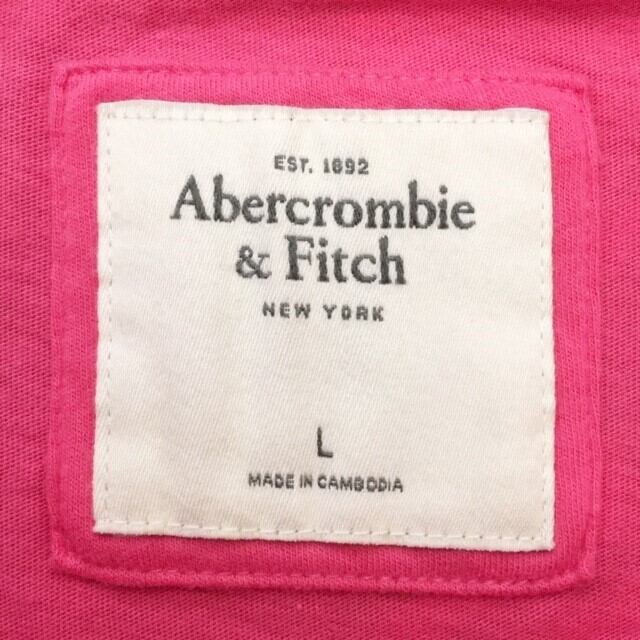 EST. 1892
Abercrombie
& Fitch
NEW YORK
L
MADE IN CAMBODIA